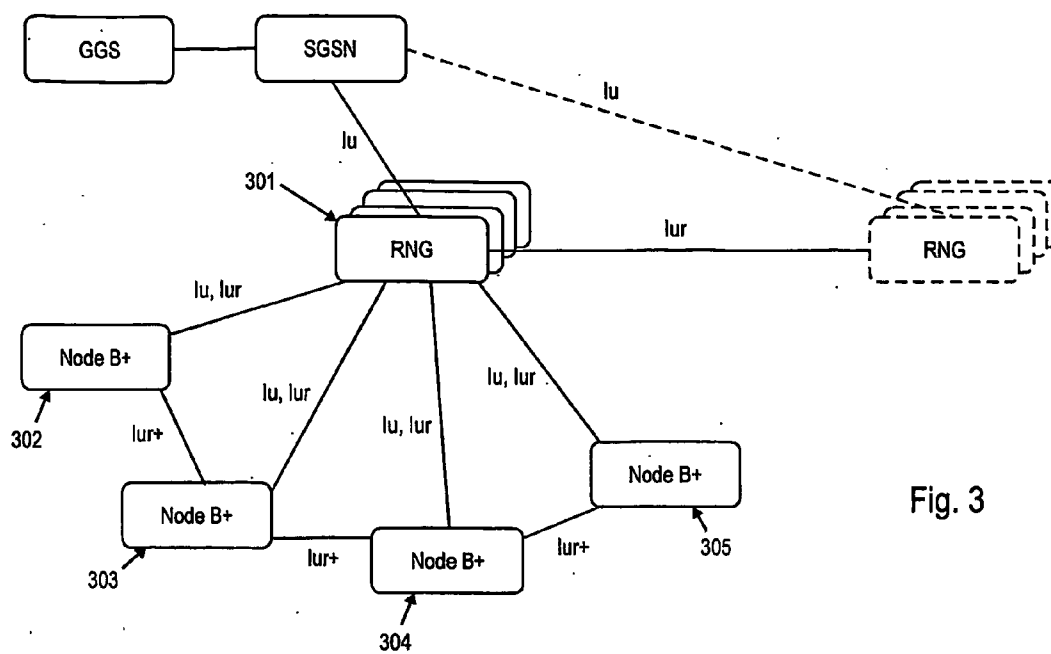 GGS
SGSN
Iu
Iu
301
RNG
Iur
RNG
Iu, Iur
Node B+
302
Iur+
Iu, Iur
Iu, Iur
Iu, Iur
Node B+
303
Iur+
Node B+
304
Iur+
Node B+
305
Fig. 3